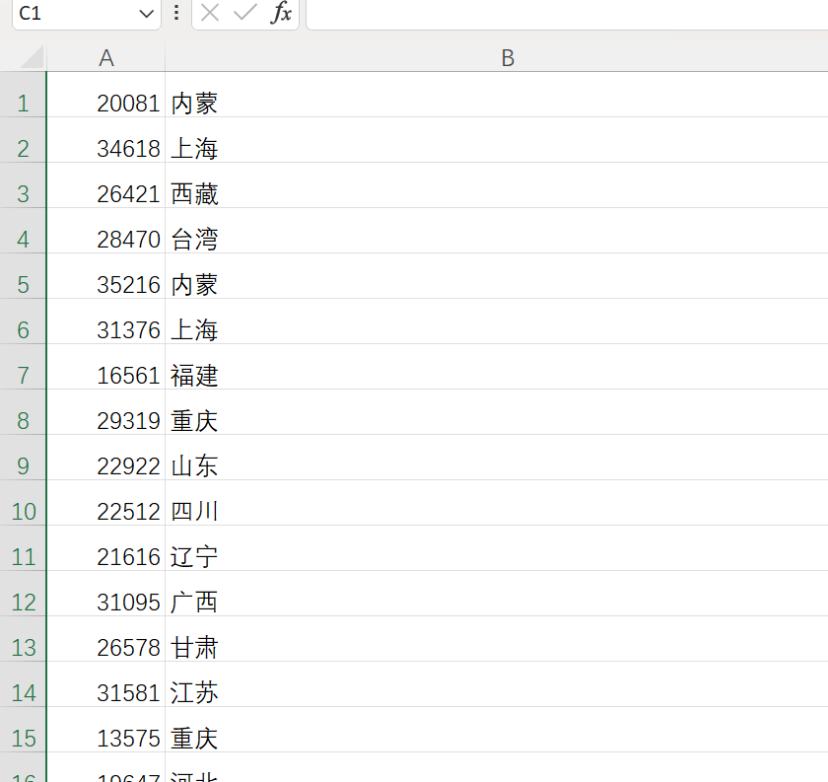 C1
fx
A B
1 20081 内蒙
2 34618 上海
3 26421 西藏
4 28470 台湾
5 35216 内蒙
6 31376 上海
7 16561 福建
8 29319 重庆
9 22922 山东
10 22512 四川
11 21616 辽宁
12 31095 广西
13 26578 甘肃
14 31581 江苏
15 13575 重庆
16 19647 河北